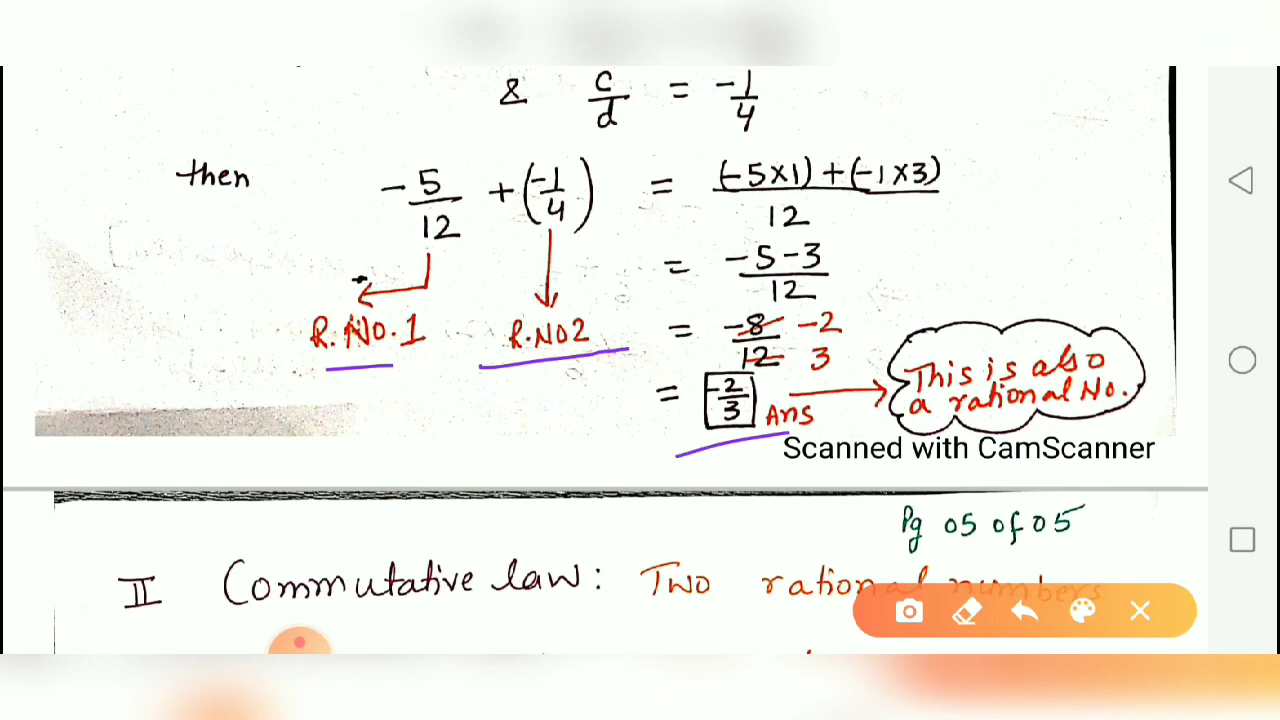 & c/d = -1/4
then -5/12 + (-1/4) = (-5×1)+(-1×3)/12
= -5-3/12
R.No.1 R.NO2 = -8/12 -2/3
= -2/3 Ans
This is also
a rational No.
Scanned with CamScanner
Pg 05 of 05
II Commutative law: Two rational numbers